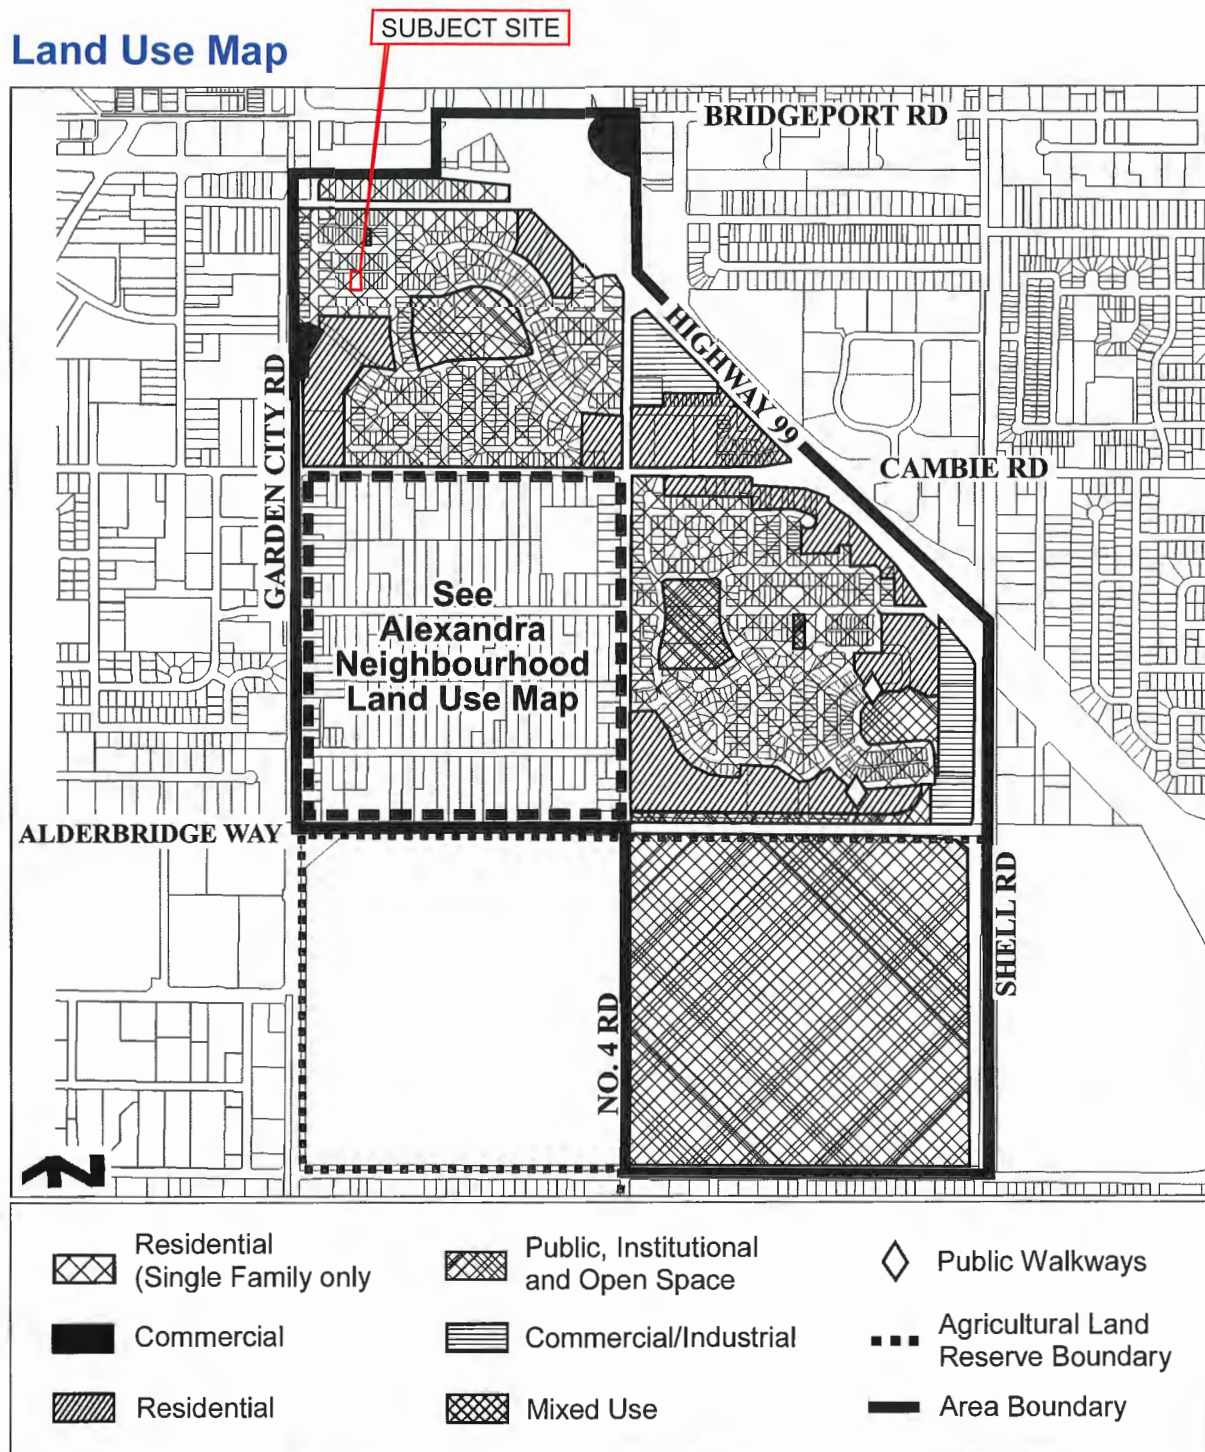 SUBJECT SITE
Land Use Map
BRIDGEPORT RD
HIGHWAY 99
GARDEN CITY RD
CAMBIE RD
See
Alexandra
Neighbourhood
Land Use Map
ALDERBRIDGE WAY
SHELL RD
NO. 4 RD
N
Residential
(Single Family only
Commercial
Residential
Public, Institutional
and Open Space
Commercial/Industrial
Mixed Use
Public Walkways
Agricultural Land
Reserve Boundary
Area Boundary